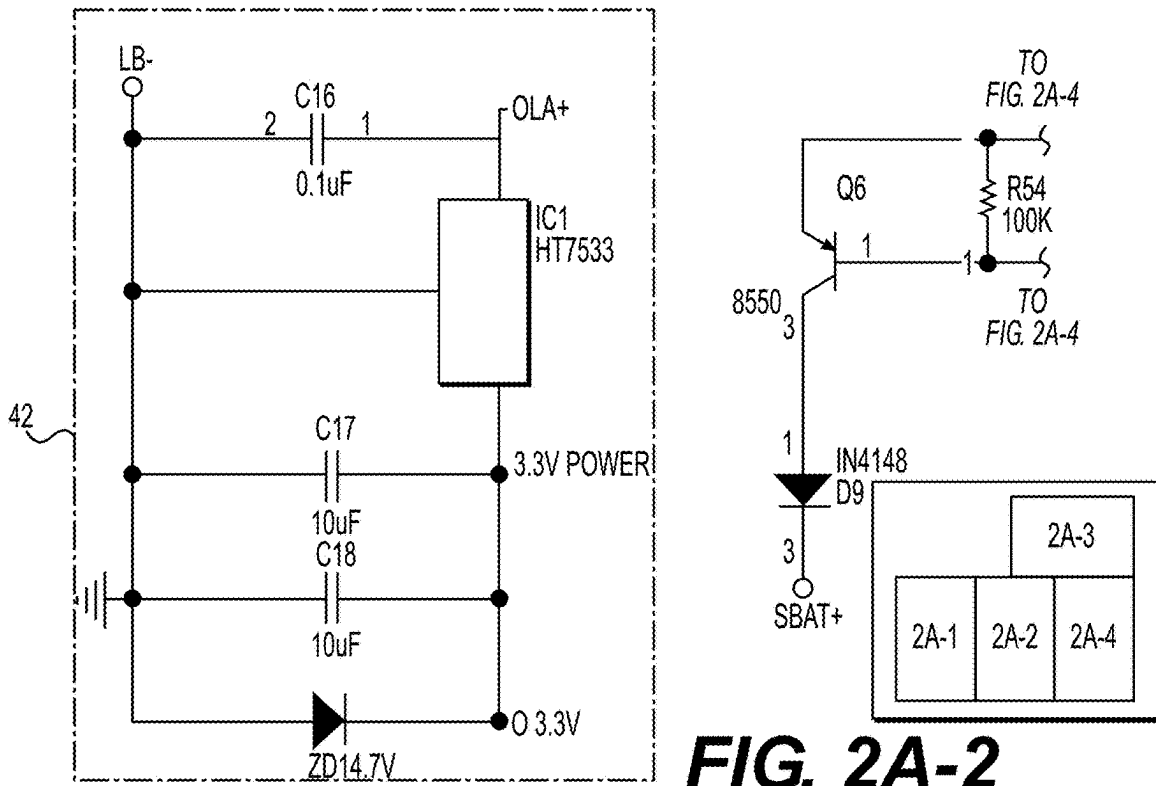 LB-
C16
2
1
OLA+
0.1uF
IC1
HT7533
42
C17
3.3V POWER
10uF
C18
10uF
O 3.3V
ZD14.7V
TO
FIG. 2A-4
Q6
R54
100K
1
1
8550
3
TO
FIG. 2A-4
1
IN4148
D9
3
SBAT+
2A-3
2A-1
2A-2
2A-4
FIG. 2A-2